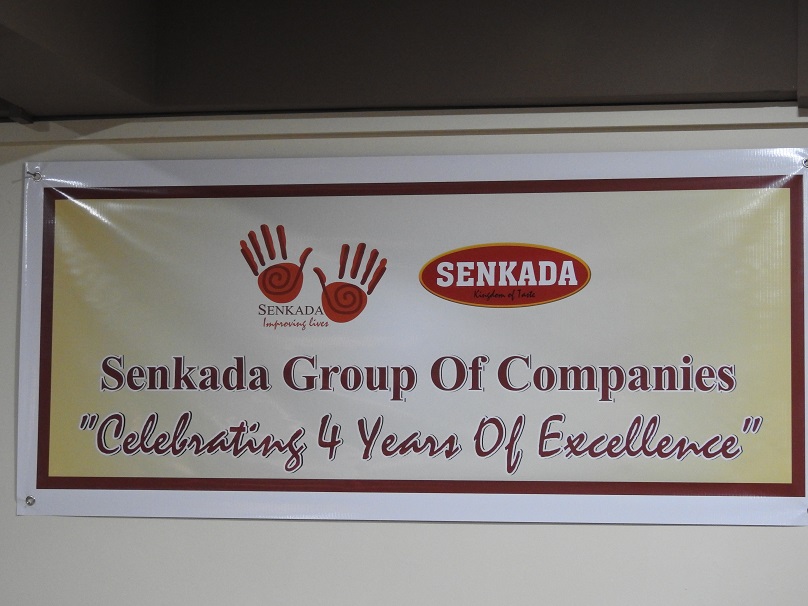 SENKADA
Improving lives
SENKADA
Kingdom of Taste
Senkada Group Of Companies
"Celebrating 4 Years Of Excellence"